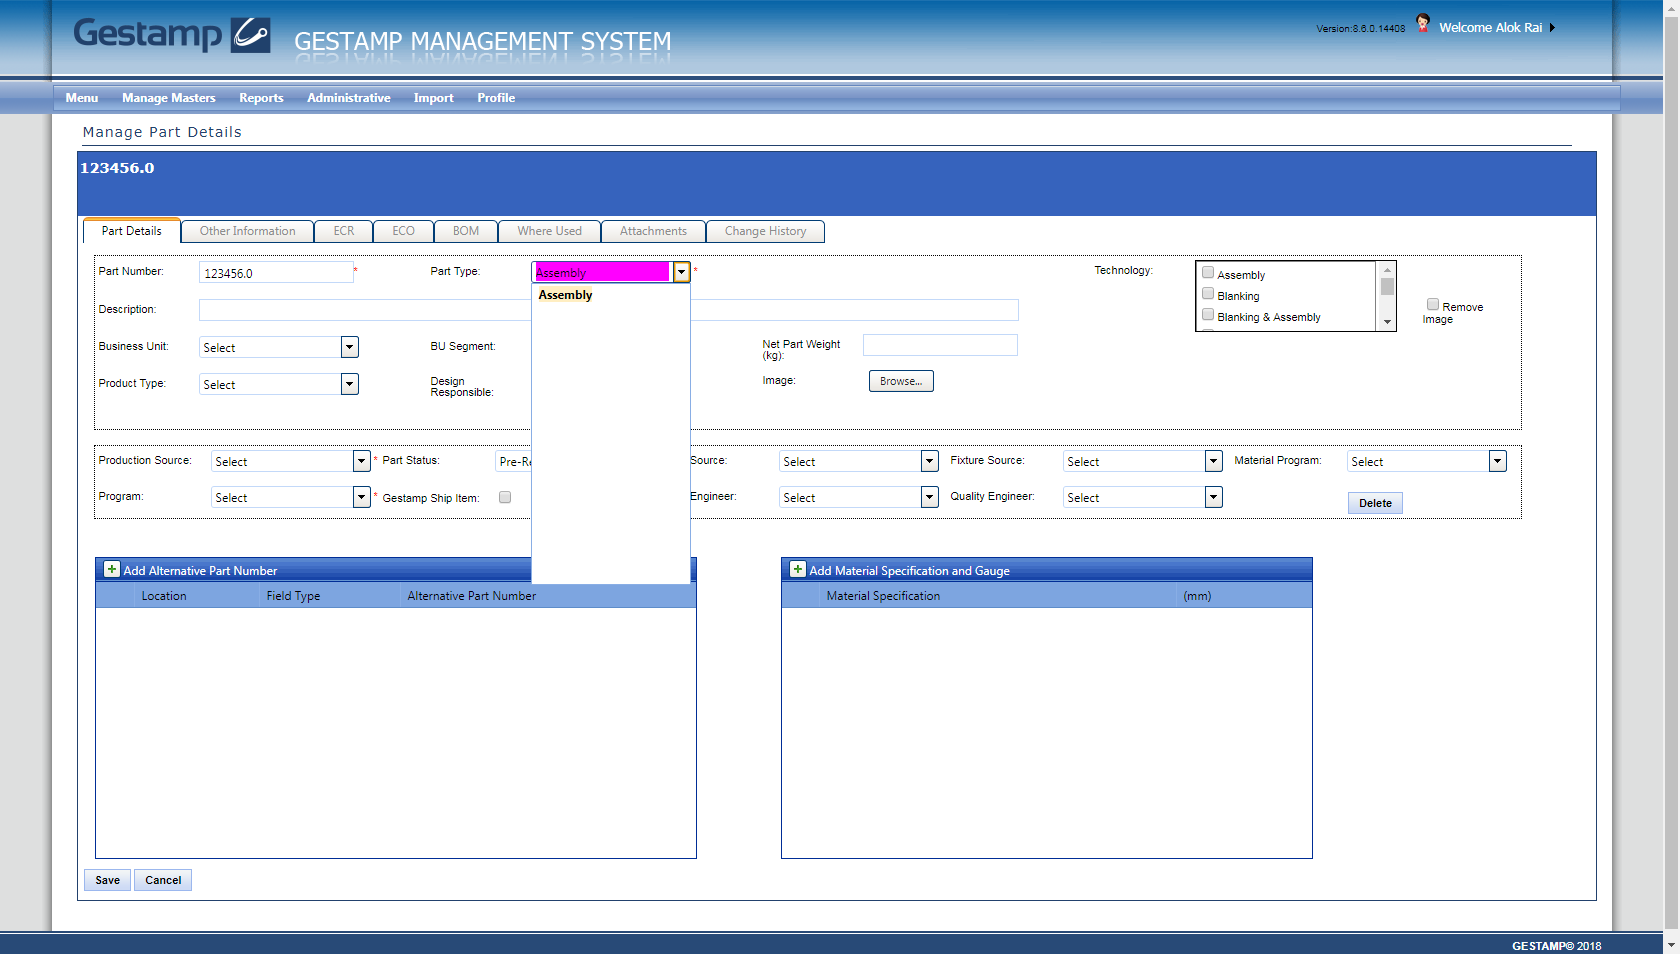 Gestamp
GESTAMP MANAGEMENT SYSTEM
Version:8.6.0.14408
Welcome Alok Rai
Menu
Manage Masters
Reports
Administrative
Import
Profile
Manage Part Details
123456.0
Part Details
Other Information
ECR
ECO
BOM
Where Used
Attachments
Change History
Part Number:
123456.0
*
Part Type:
Assembly
*
Assembly
Technology:
Assembly
Blanking
Blanking & Assembly
Remove
Image
Description:
Business Unit:
Select
BU Segment:
Net Part Weight
(kg):
Product Type:
Select
Design
Responsible:
Image:
Browse...
Production Source:
Select
*
Part Status:
Pre-Re
Source:
Select
Fixture Source:
Select
Material Program:
Select
Program:
Select
*
Gestamp Ship Item:
Engineer:
Select
Quality Engineer:
Select
Delete
+ Add Alternative Part Number
Location
Field Type
Alternative Part Number
+ Add Material Specification and Gauge
Material Specification
(mm)
Save
Cancel
GESTAMP© 2018